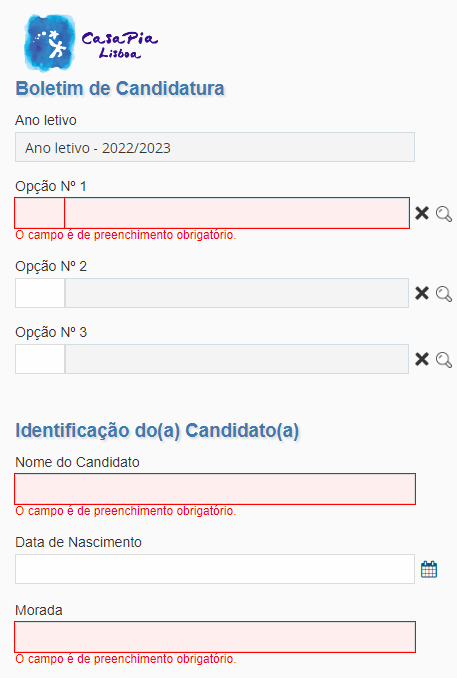 CasaPia
Lisboa
Boletim de Candidatura
Ano letivo
Ano letivo - 2022/2023
Opção Nº 1
O campo é de preenchimento obrigatório.
Opção Nº 2
Opção Nº 3
Identificação do(a) Candidato(a)
Nome do Candidato
O campo é de preenchimento obrigatório.
Data de Nascimento
Morada
O campo é de preenchimento obrigatório.